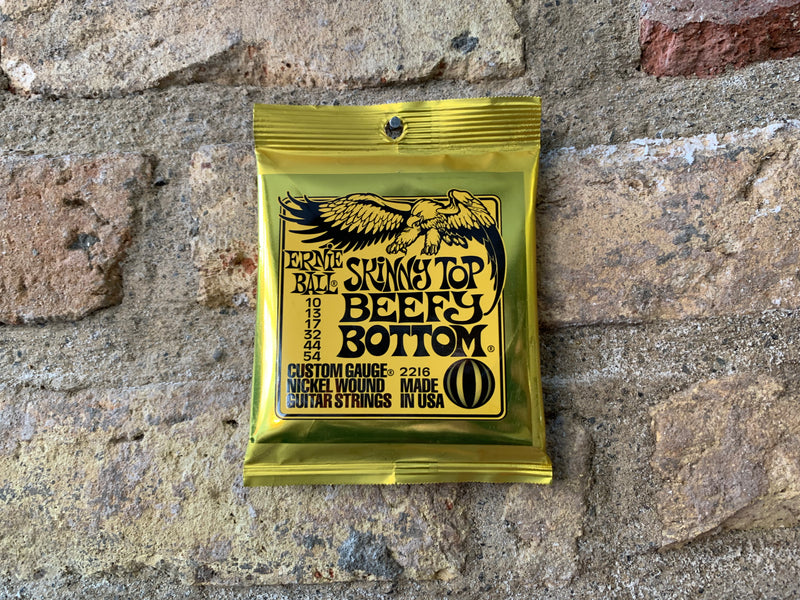 ERNIE
BALL®
SKINNY TOP
BEEFY
BOTTOM®
10
13
17
32
44
54
CUSTOM GAUGE®
NICKEL WOUND
GUITAR STRINGS
2216
MADE
IN USA